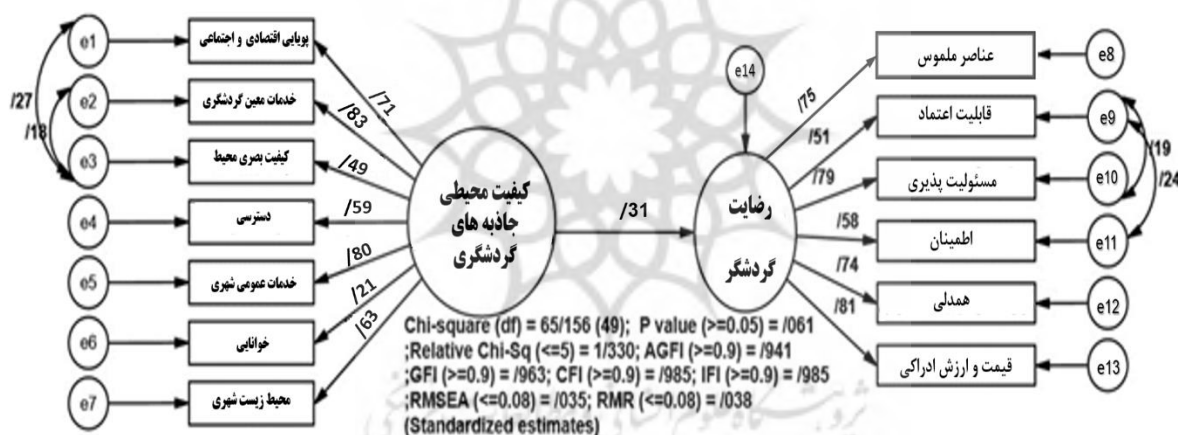 e1
پویایی اقتصادی و اجتماعی
/71
e2
خدمات معین گردشگری
/83
/27
/18
e3
کیفیت بصری محیط
/49
e4
دسترسی
/59
e5
خدمات عمومی شهری
/80
e6
خوانایی
/21
e7
محیط زیست شهری
/63
کیفیت محیطی
جاذبه های
گردشگری
/31
e14
رضایت
گردشگر
/75
عناصر ملموس
e8
/51
قابلیت اعتماد
e9
/79
مسئولیت پذیری
e10
/19
/24
/58
اطمینان
e11
/74
همدلی
e12
/81
قیمت و ارزش ادراکی
e13
Chi-square (df) = 65/156 (49); P value (>=0.05) = /061
;Relative Chi-Sq (<=5) = 1/330; AGFI (>=0.9) = /941
;GFI (>=0.9) = /963; CFI (>=0.9) = /985; IFI (>=0.9) = /985
;RMSEA (<=0.08) = /035; RMR (<=0.08) = /038
(Standardized estimates)